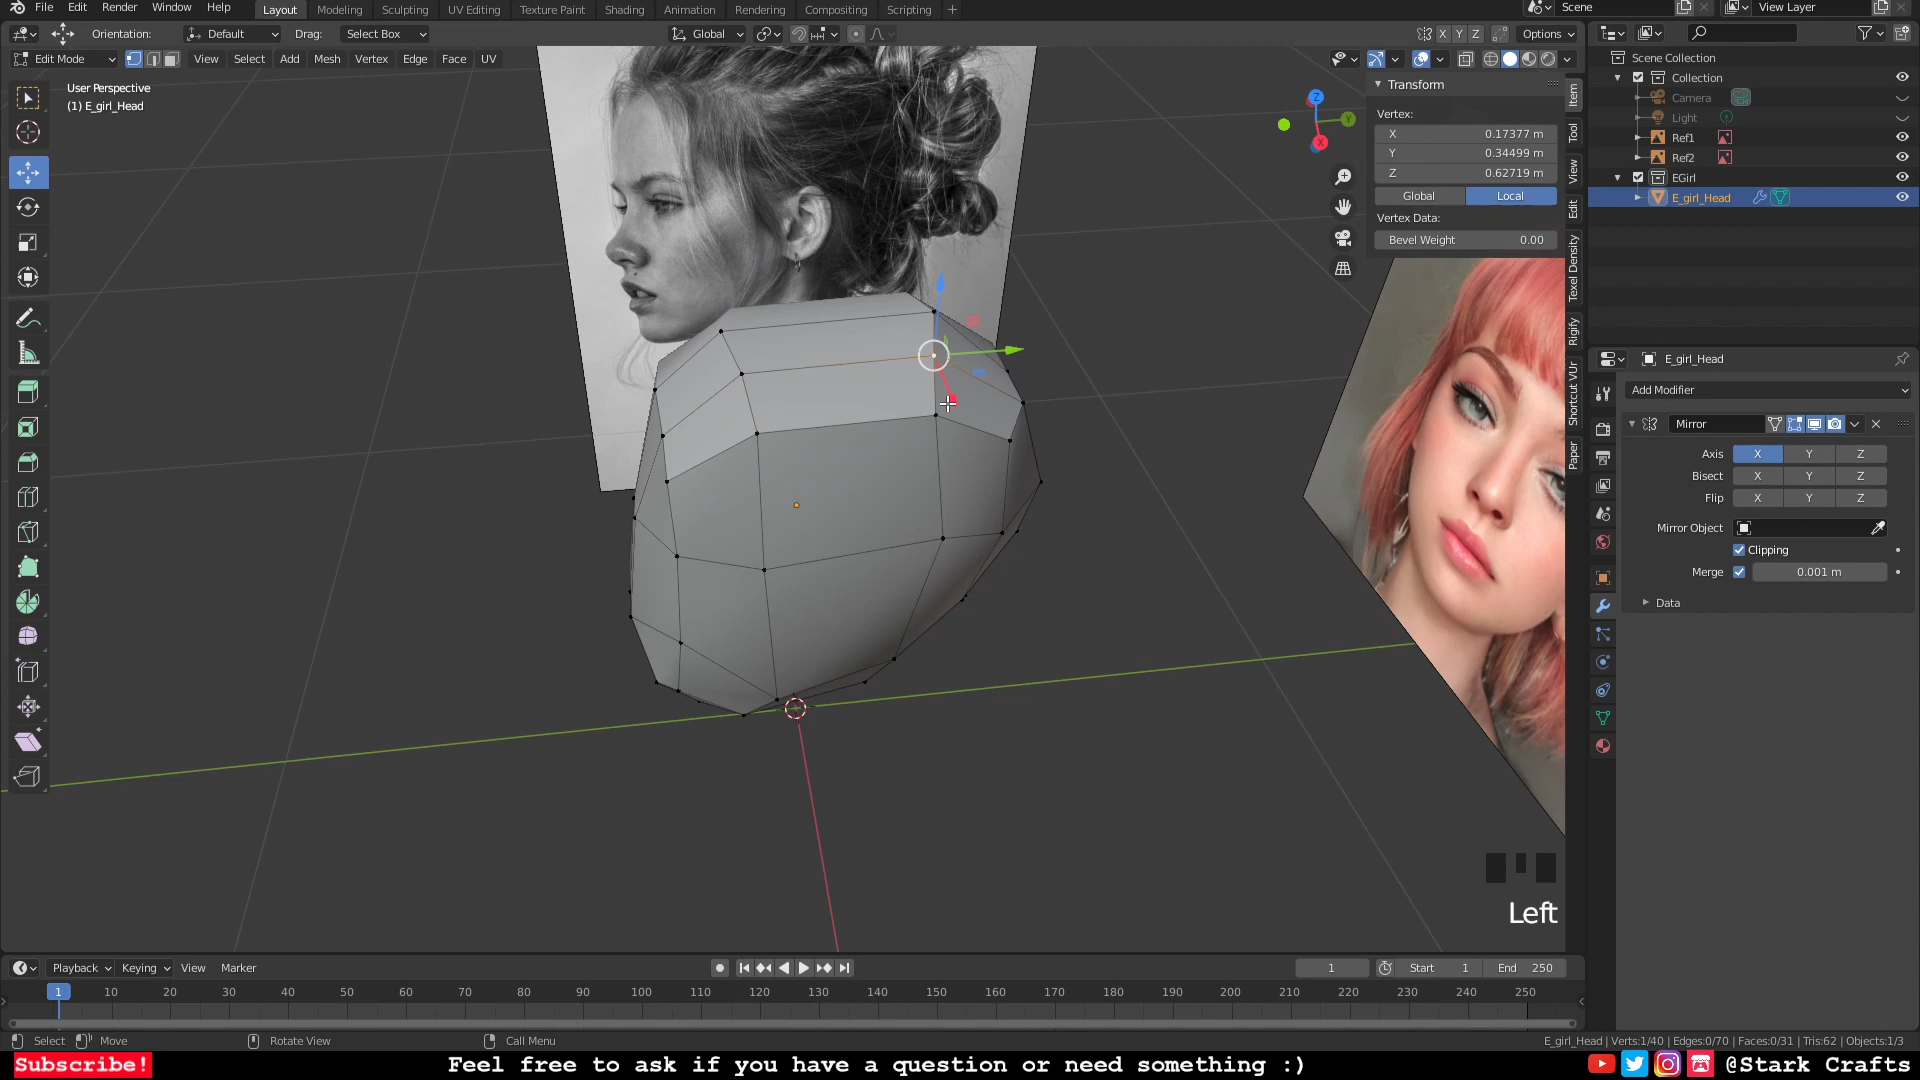 File Edit Render Window Help Layout Modeling Sculpting UV Editing Texture Paint Shading Animation Rendering Compositing Scripting + Scene View Layer
Orientation: Default Drag: Select Box Global X Y Z Options
Edit Mode View Select Add Mesh Vertex Edge Face UV
User Perspective
(1) E_girl_Head
Transform
Vertex:
X 0.17377 m
Y 0.34499 m
Z 0.62719 m
Global Local
Vertex Data:
Bevel Weight 0.00
Item
Tool
View
Edit
Texel Density
Rigify
Shortcut VUr
Paper
Z
Y
X
Scene Collection
Collection
Camera
Light
Ref1
Ref2
EGirl
E_girl_Head
E_girl_Head
Add Modifier
Mirror
Axis X Y Z
Bisect X Y Z
Flip X Y Z
Mirror Object
Clipping
Merge 0.001 m
Data
Left
Playback Keying View Marker 1 Start 1 End 250
1 10 20 30 40 50 60 70 80 90 100 110 120 130 140 150 160 170 180 190 200 210 220 230 240 250
Select Move Rotate View Call Menu E_girl_Head | Verts:1/40 | Edges:0/70 | Faces:0/31 | Tris:62 | Objects:1/3
Subscribe! Feel free to ask if you have a question or need something :) @Stark Crafts